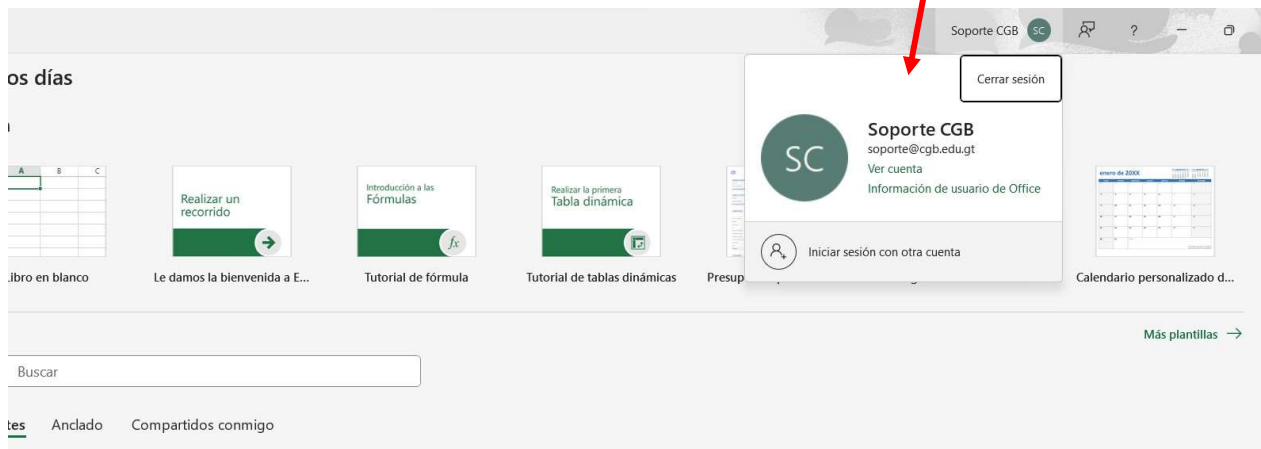 Soporte CGB SC ?
os días
Cerrar sesión
SC
Soporte CGB
soporte@cgb.edu.gt
Ver cuenta
Información de usuario de Office
Iniciar sesión con otra cuenta
A B C
Realizar un
recorrido
Introducción a las
Fórmulas
fx
Realizar la primera
Tabla dinámica
enero de 20XX
Libro en blanco
Le damos la bienvenida a E...
Tutorial de fórmula
Tutorial de tablas dinámicas
Presup
Calendario personalizado d...
Más plantillas
Buscar
tes Anclado Compartidos conmigo